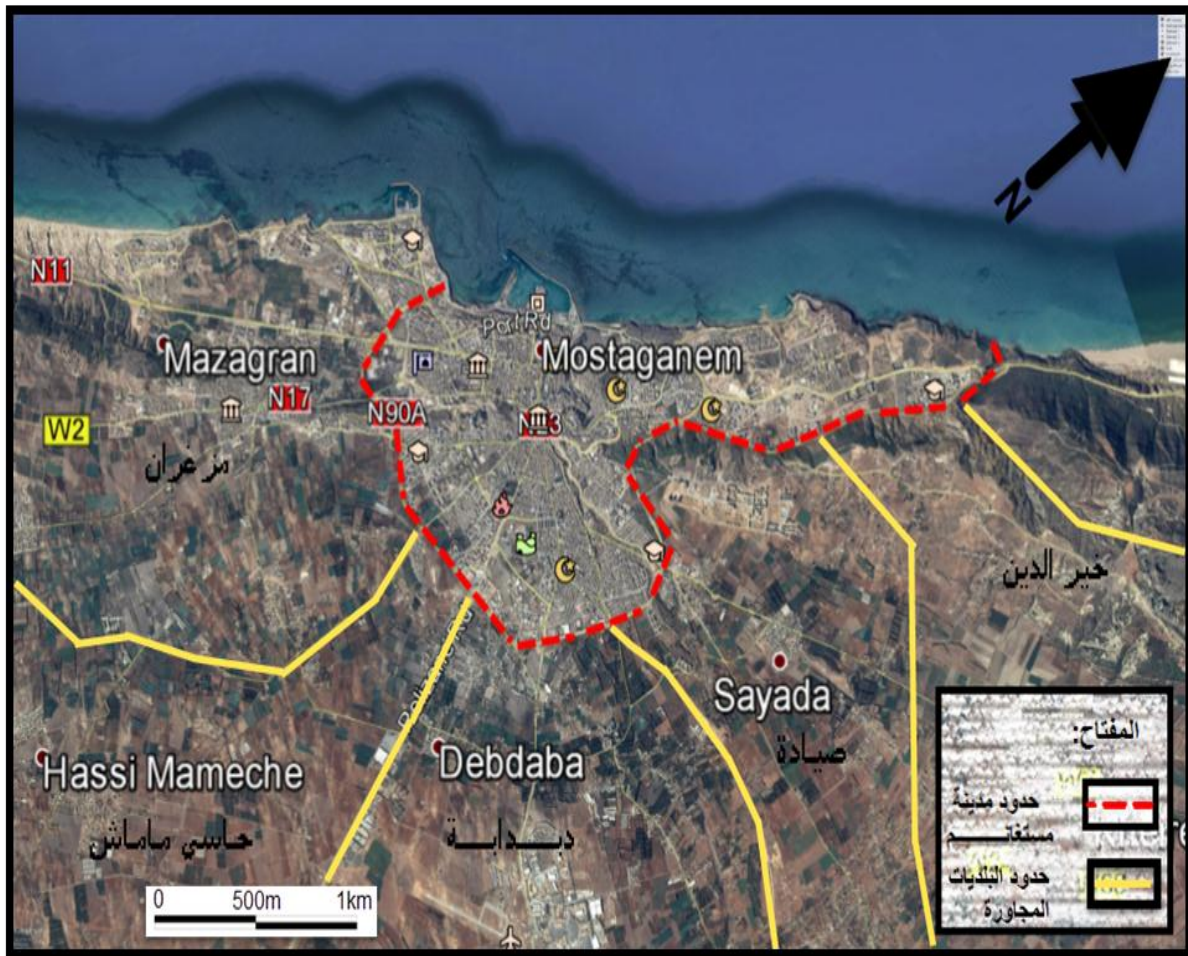 N
N11
Port Rd
Mazagran
Mostaganem
N17
N90A
W2
مزغران
خير الدين
Sayada
صيادة
Hassi Mameche
Debdaba
حاسي ماماش
دبدابة
0 500m 1km
المفتاح:
حدود مدينة
مستغانم
حدود البلديات
المجاورة